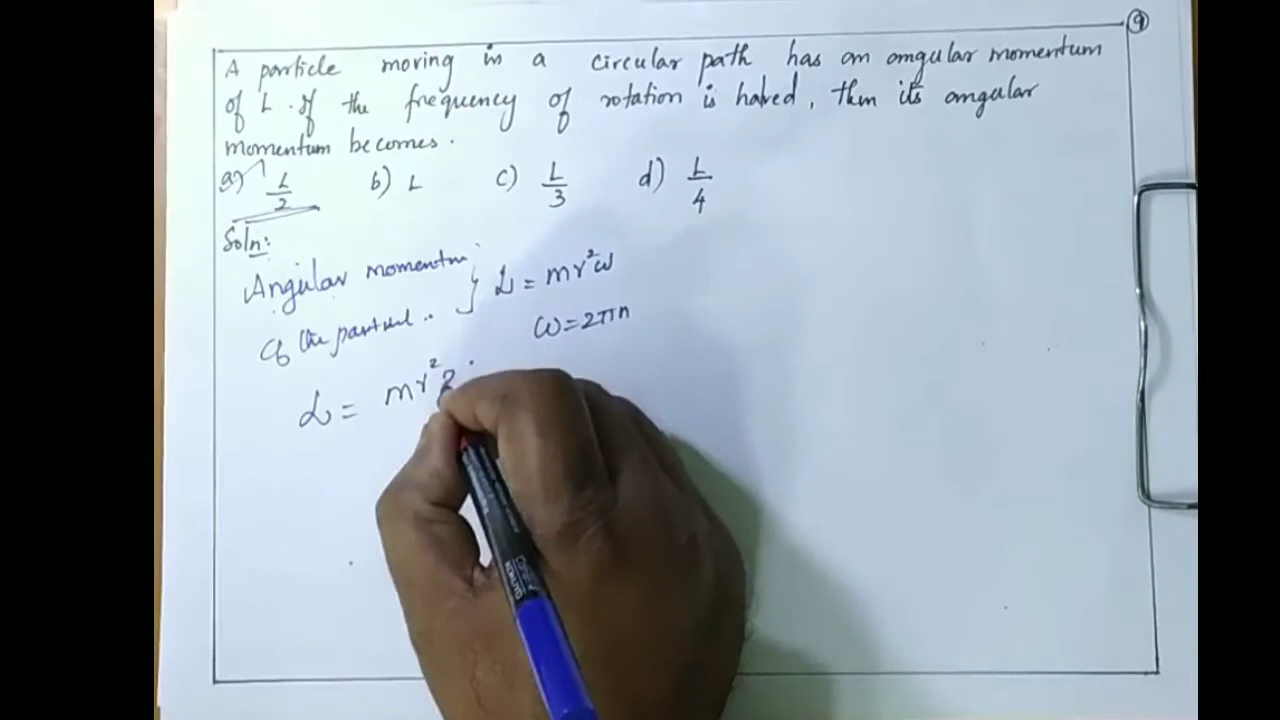 9
A particle moving in a circular path has an angular momentum
of L. If the frequency of rotation is halved, then its angular
momentum becomes.
a) L/2 b) L c) L/3 d) L/4
Soln:
Angular momentum } L = mr²ω
of the particle..
ω = 2πn
L = mr²2